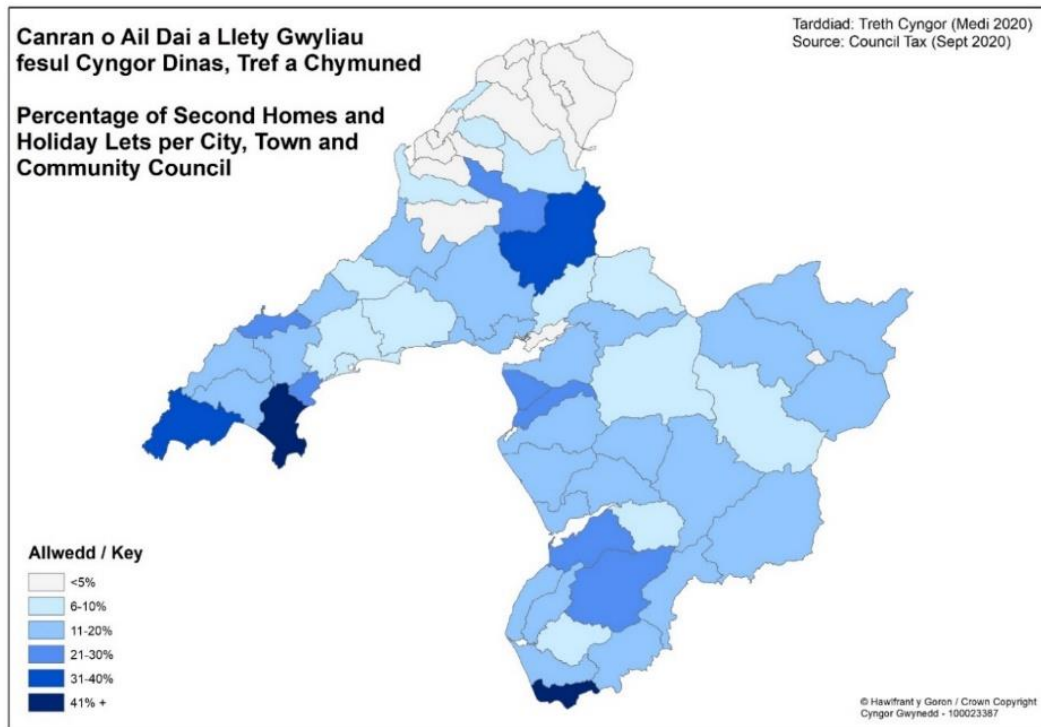 Canran o Ail Dai a Llety Gwyliau
fesul Cyngor Dinas, Tref a Chymuned
Percentage of Second Homes and
Holiday Lets per City, Town and
Community Council
Tarddiad: Treth Cyngor (Medi 2020)
Source: Council Tax (Sept 2020)
Allwedd / Key
<5%
6-10%
11-20%
21-30%
31-40%
41% +
© Hawlfraint y Goron / Crown Copyright
Cyngor Gwynedd - 100023387